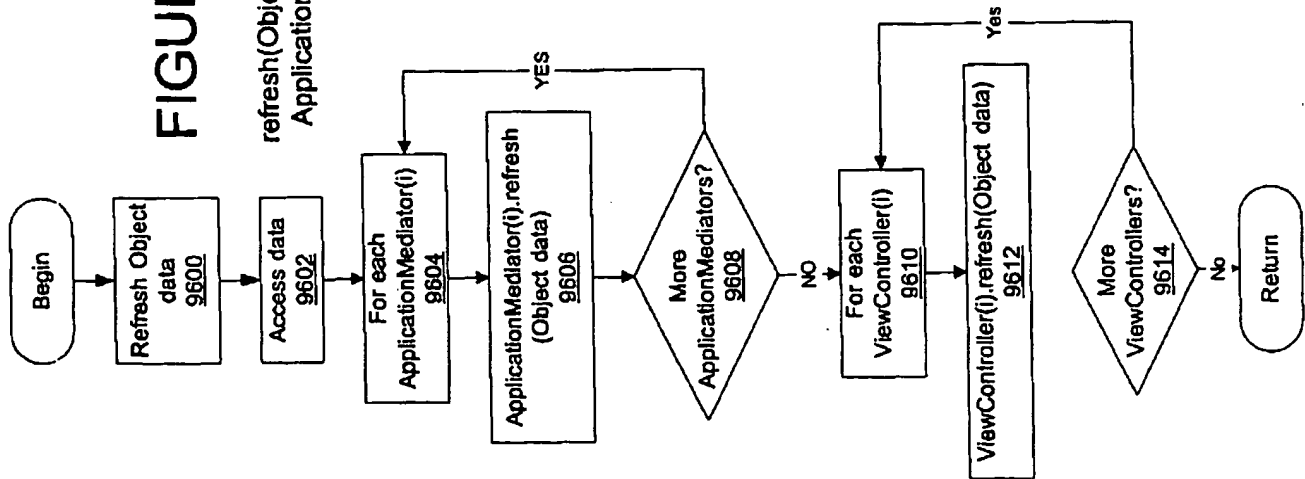 FIGU
refresh(Obje
Application
Begin
Refresh Object
data
9600
Access data
9602
For each
ApplicationMediator(i)
9604
ApplicationMediator(i).refresh
(Object data)
9606
YES
More
ApplicationMediators?
9608
NO
For each
ViewController(i)
9610
ViewController(i).refresh(Object data)
9612
Yes
More
ViewControllers?
9614
No
Return